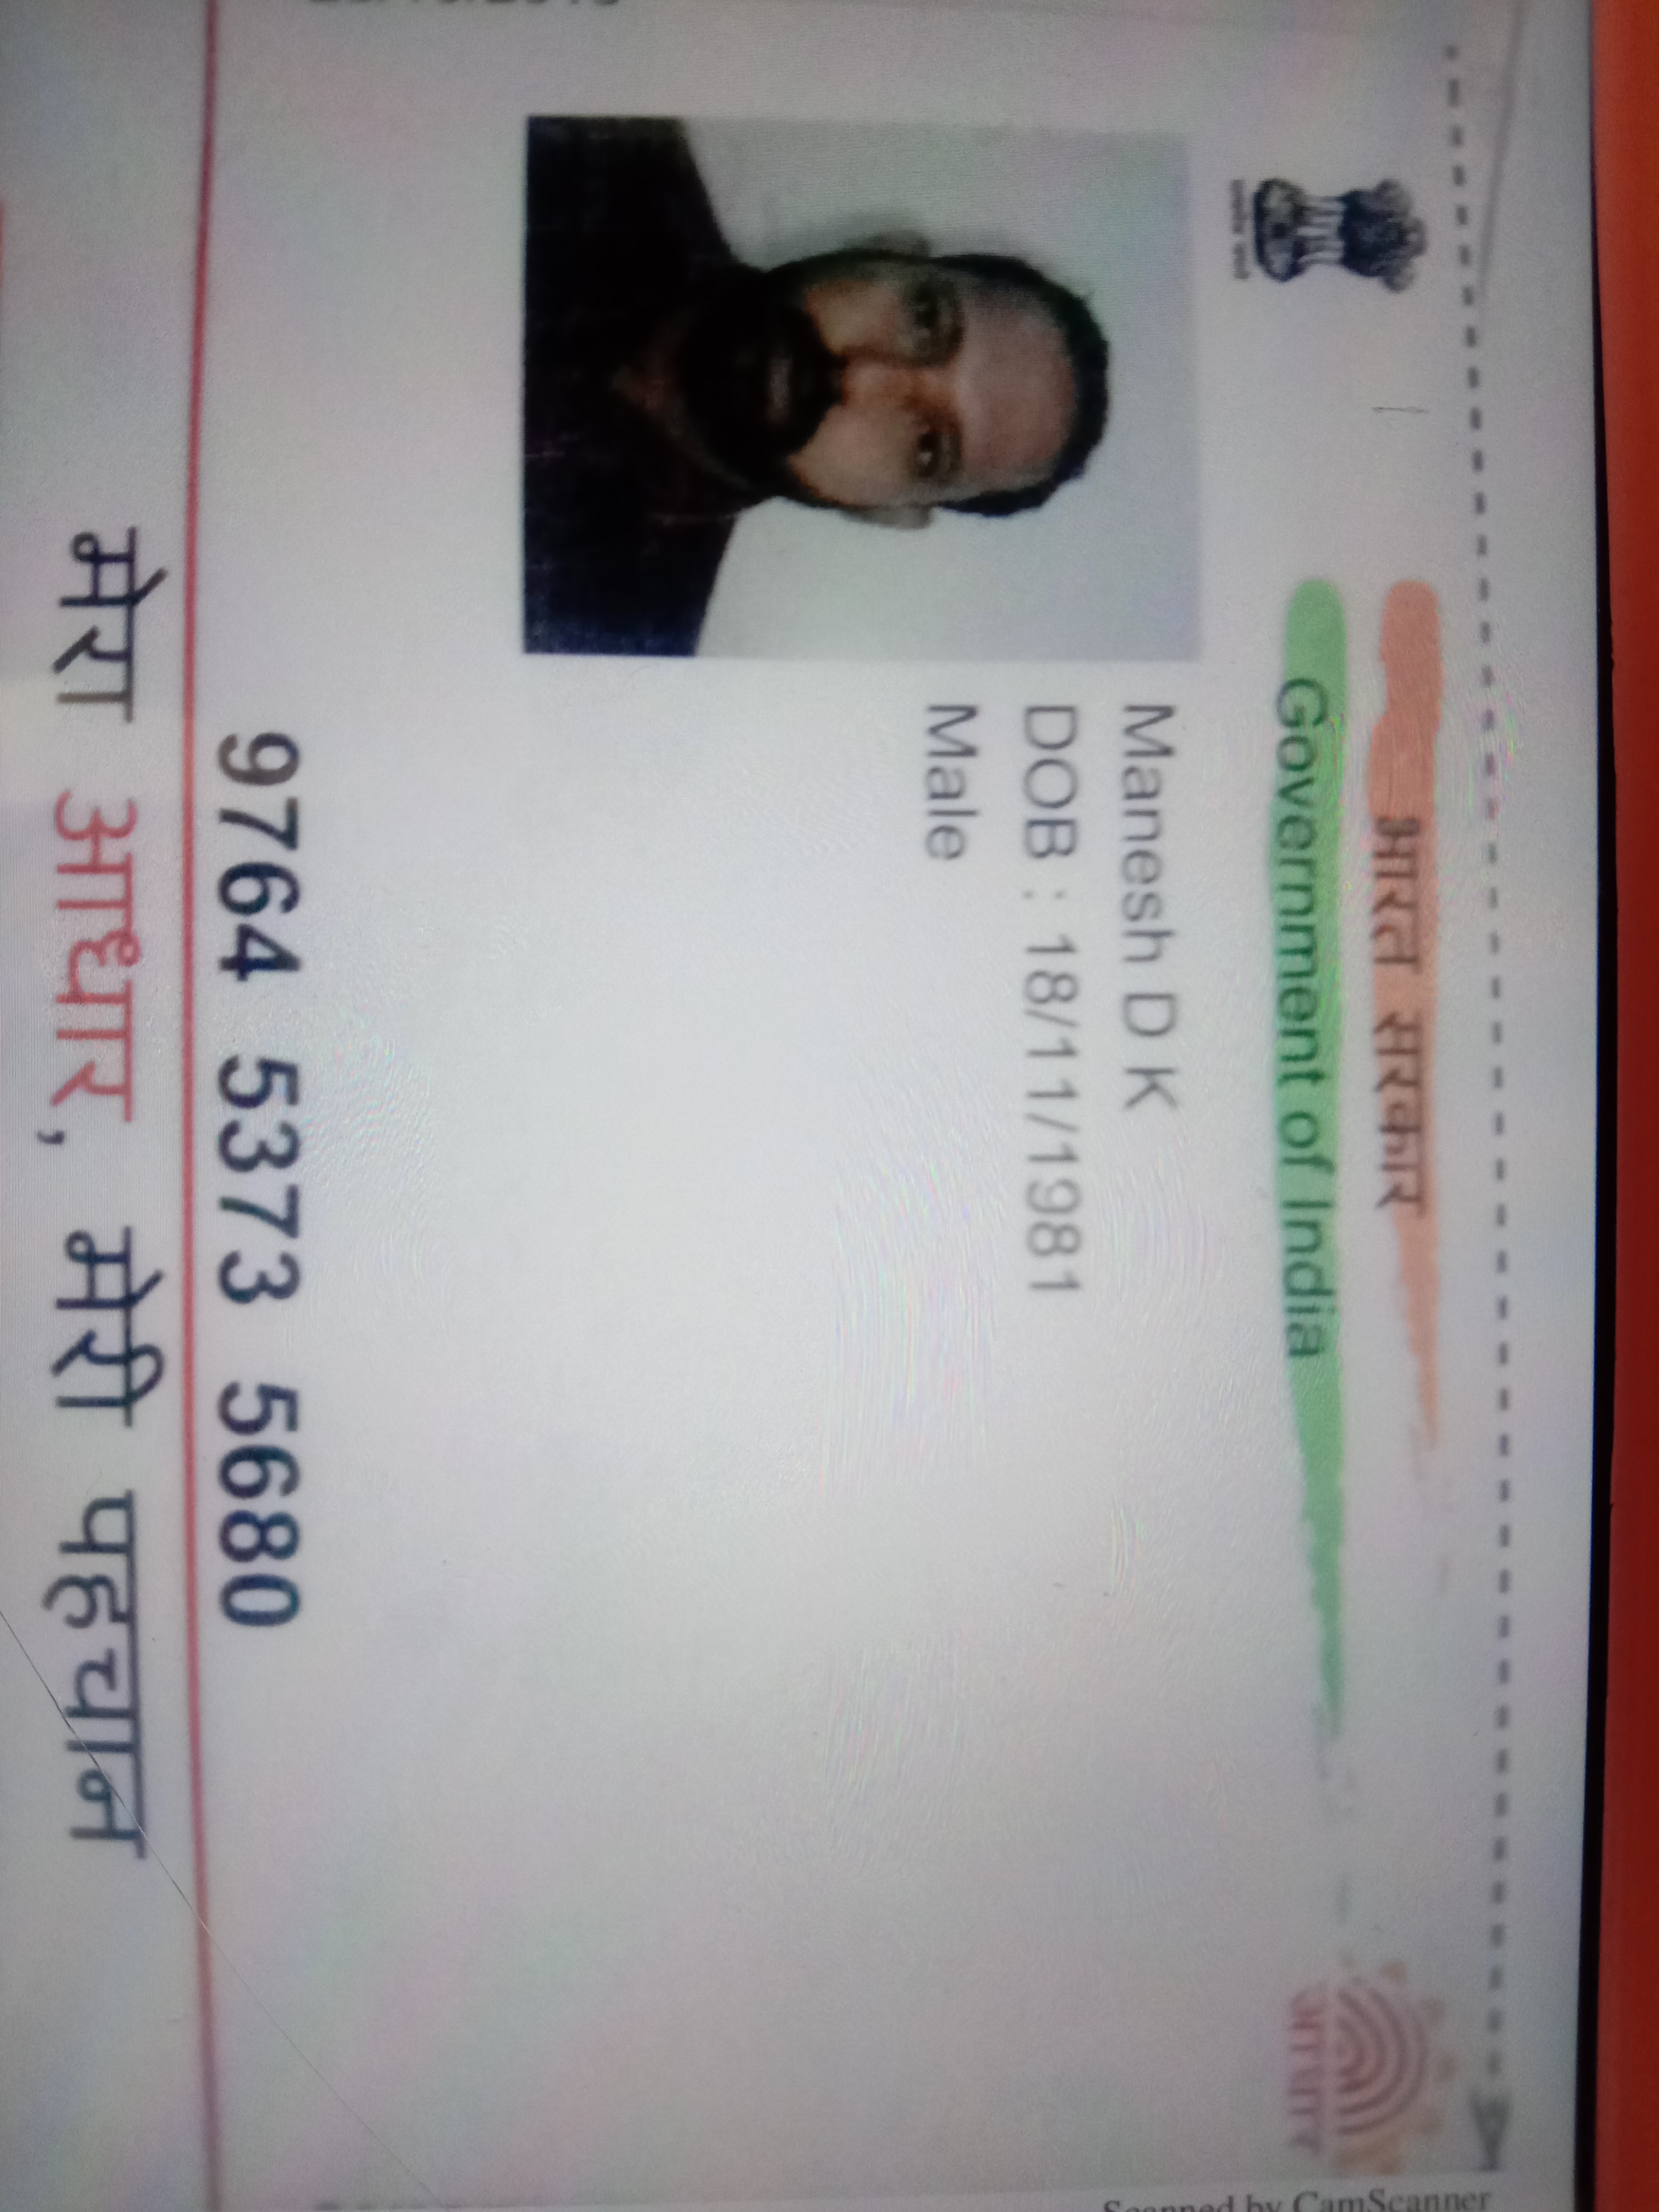 भारत सरकार
Government of India
Manesh D K
DOB : 18/11/1981
Male
9764 5373 5680
मेरा आधार, मेरी पहचान
Scanned by CamScanner